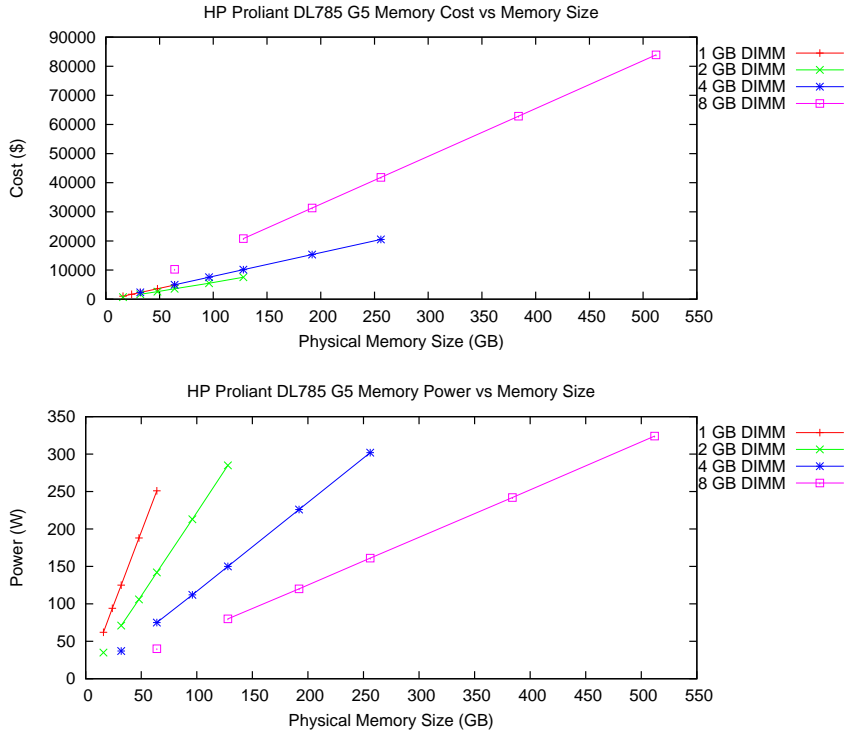 HP Proliant DL785 G5 Memory Cost vs Memory Size
90000
80000
70000
60000
50000
40000
30000
20000
10000
0
Cost ($)
0 50 100 150 200 250 300 350 400 450 500 550
Physical Memory Size (GB)
1 GB DIMM
2 GB DIMM
4 GB DIMM
8 GB DIMM
HP Proliant DL785 G5 Memory Power vs Memory Size
350
300
250
200
150
100
50
0
Power (W)
0 50 100 150 200 250 300 350 400 450 500 550
Physical Memory Size (GB)
1 GB DIMM
2 GB DIMM
4 GB DIMM
8 GB DIMM